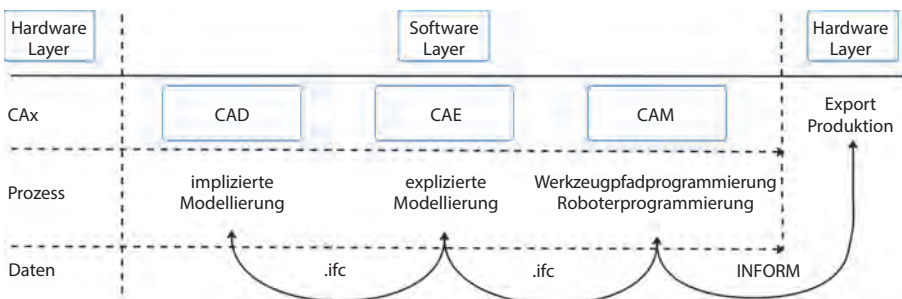 Hardware
Layer
Software
Layer
Hardware
Layer
CAx
CAD
CAE
CAM
Export
Produktion
Prozess
implizierte
Modellierung
explizierte
Modellierung
Werkzeugpfadprogrammierung
Roboterprogrammierung
Daten
.ifc
.ifc
INFORM